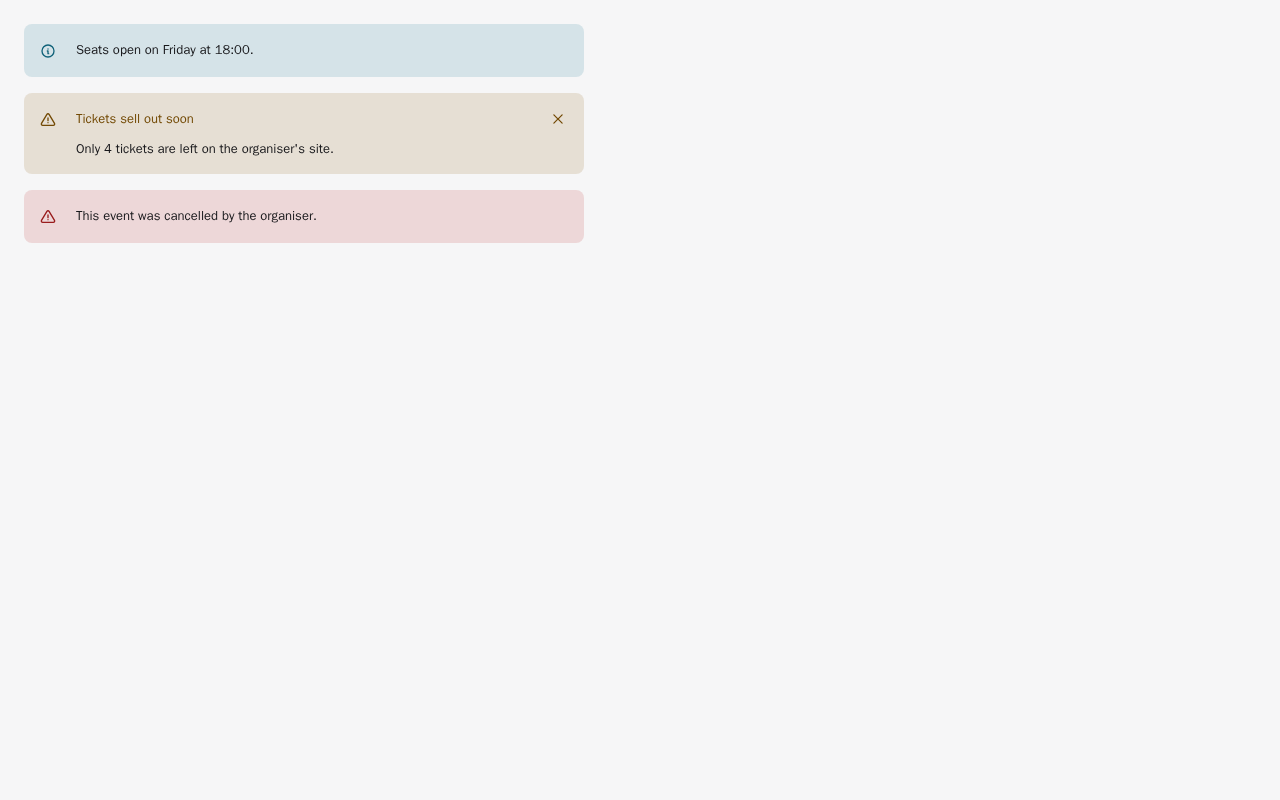 Seats open on Friday at 18:00.
Tickets sell out soon
Only 4 tickets are left on the organiser's site.
This event was cancelled by the organiser.